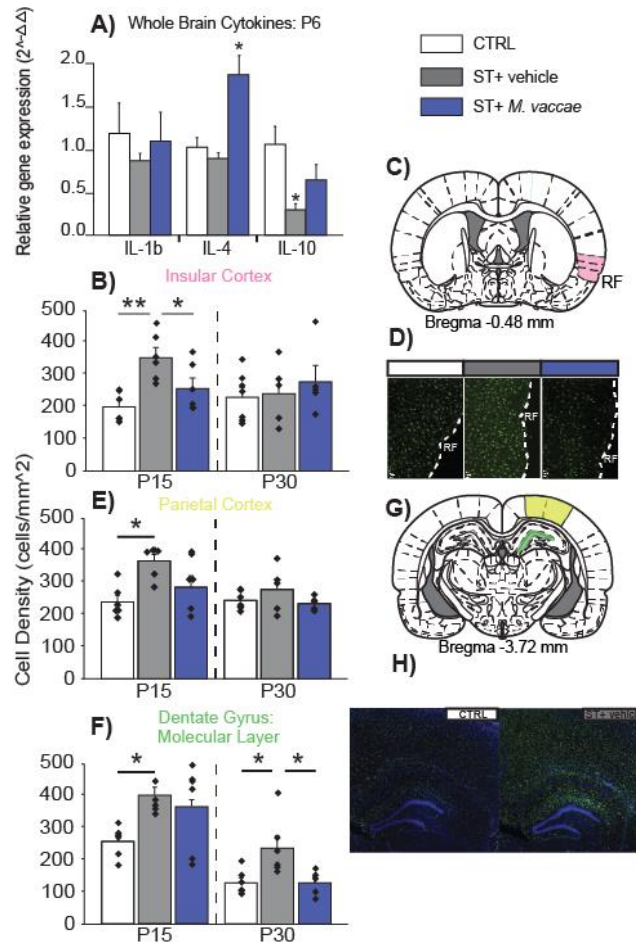 A) Whole Brain Cytokines: P6
Relative gene expression (2^-ΔΔ)
2.0
1.5
1.0
0.5
0.0
*
*
IL-1b
IL-4
IL-10
CTRL
ST+ vehicle
ST+ M. vaccae
B) Insular Cortex
500
400
300
200
100
0
**
*
P15
P30
C)
RF
Bregma -0.48 mm
D)
RF
RF
RF
Cell Density (cells/mm^2)
E) Parietal Cortex
500
400
300
200
100
0
*
P15
P30
G)
Bregma -3.72 mm
F) Dentate Gyrus:
Molecular Layer
400
300
200
100
0
*
*
*
P15
P30
H)
CTRL
ST+ vehicle